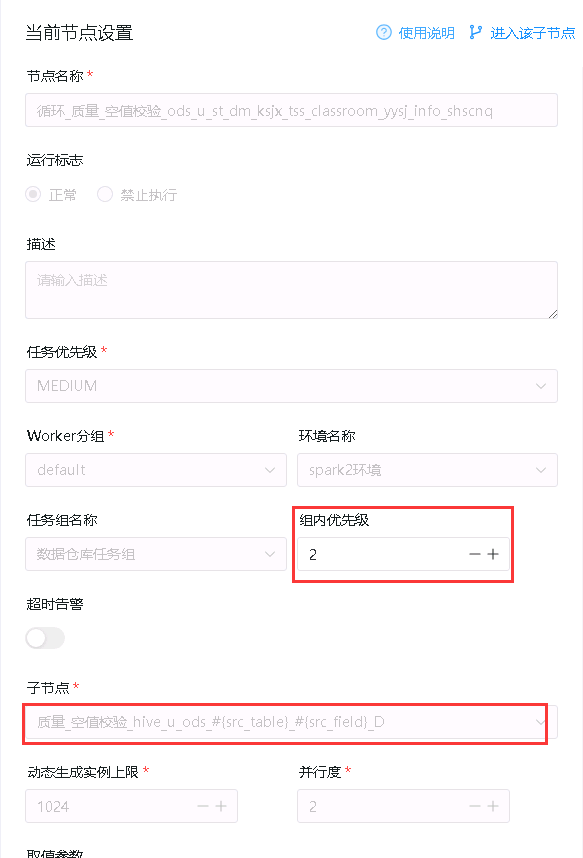 当前节点设置 使用说明 进入该子节点
节点名称 *
循环_质量_空值校验_ods_u_st_dm_ksjx_tss_classroom_yysj_info_shscnq
运行标志
正常 禁止执行
描述
请输入描述
任务优先级 *
MEDIUM
Worker分组 * 环境名称
default spark2环境
任务组名称 组内优先级
数据仓库任务组 2
超时告警
子节点 *
质量_空值校验_hive_u_ods_#{src_table}_#{src_field}_D
动态生成实例上限 * 并行度 *
1024 2
取值参数